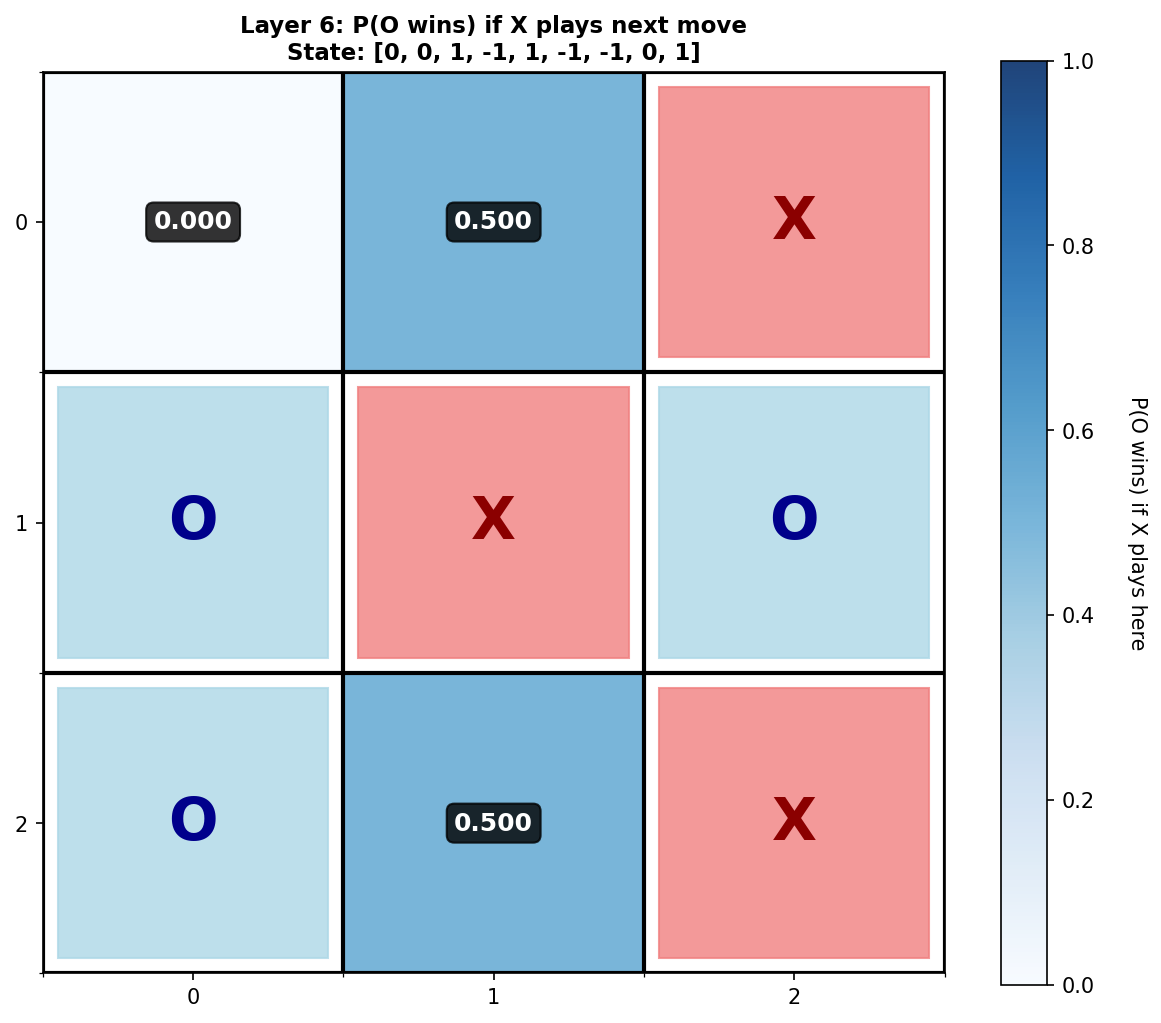 Layer 6: P(O wins) if X plays next move
State: [0, 0, 1, -1, 1, -1, -1, 0, 1]
0.000
0.500
X
O
X
O
O
0.500
X
0
1
2
0
1
2
1.0
0.8
0.6
0.4
0.2
0.0
P(O wins) if X plays here